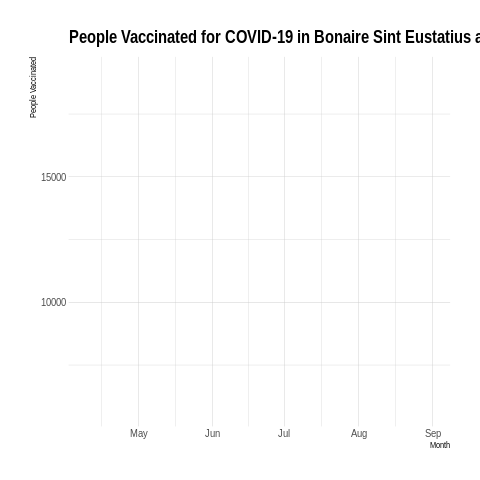 People Vaccinated for COVID-19 in Bonaire Sint Eustatius a
People Vaccinated
15000
10000
May Jun Jul Aug Sep
Month